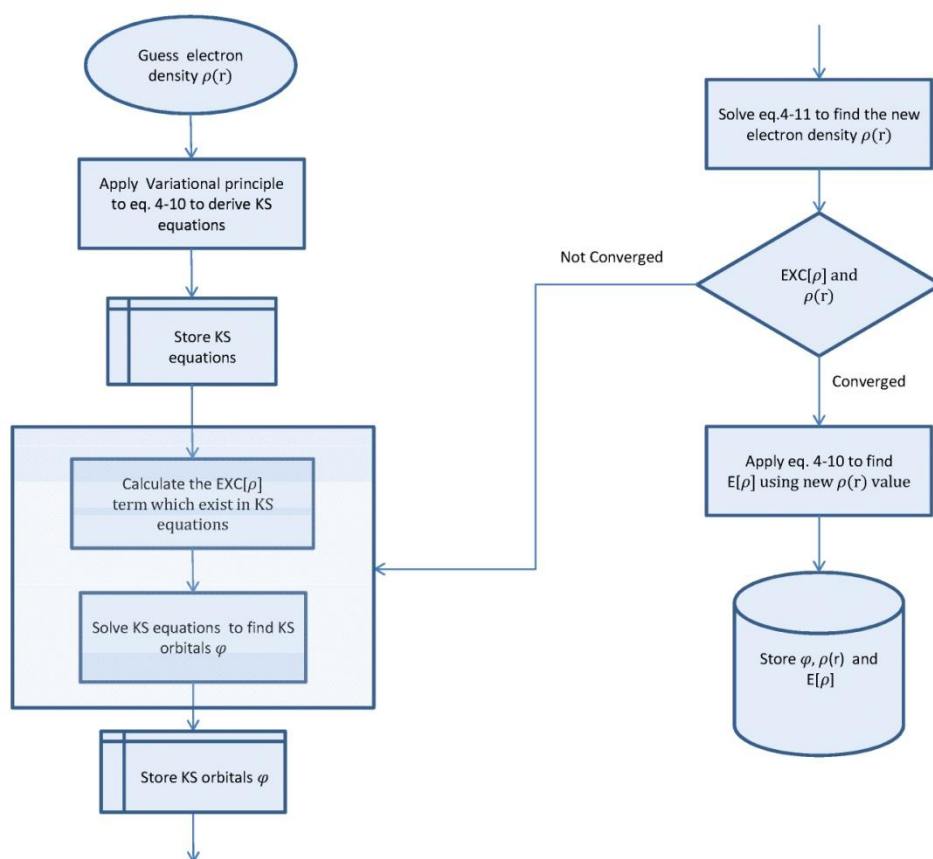 Guess electron
density ρ(r)
Apply Variational principle
to eq. 4-10 to derive KS
equations
Store KS
equations
Calculate the EXC[ρ]
term which exist in KS
equations
Solve KS equations to find KS
orbitals φ
Store KS orbitals φ
Solve eq.4-11 to find the new
electron density ρ(r)
Not Converged
EXC[ρ] and
ρ(r)
Converged
Apply eq. 4-10 to find
E[ρ] using new ρ(r) value
Store φ, ρ(r) and
E[ρ]